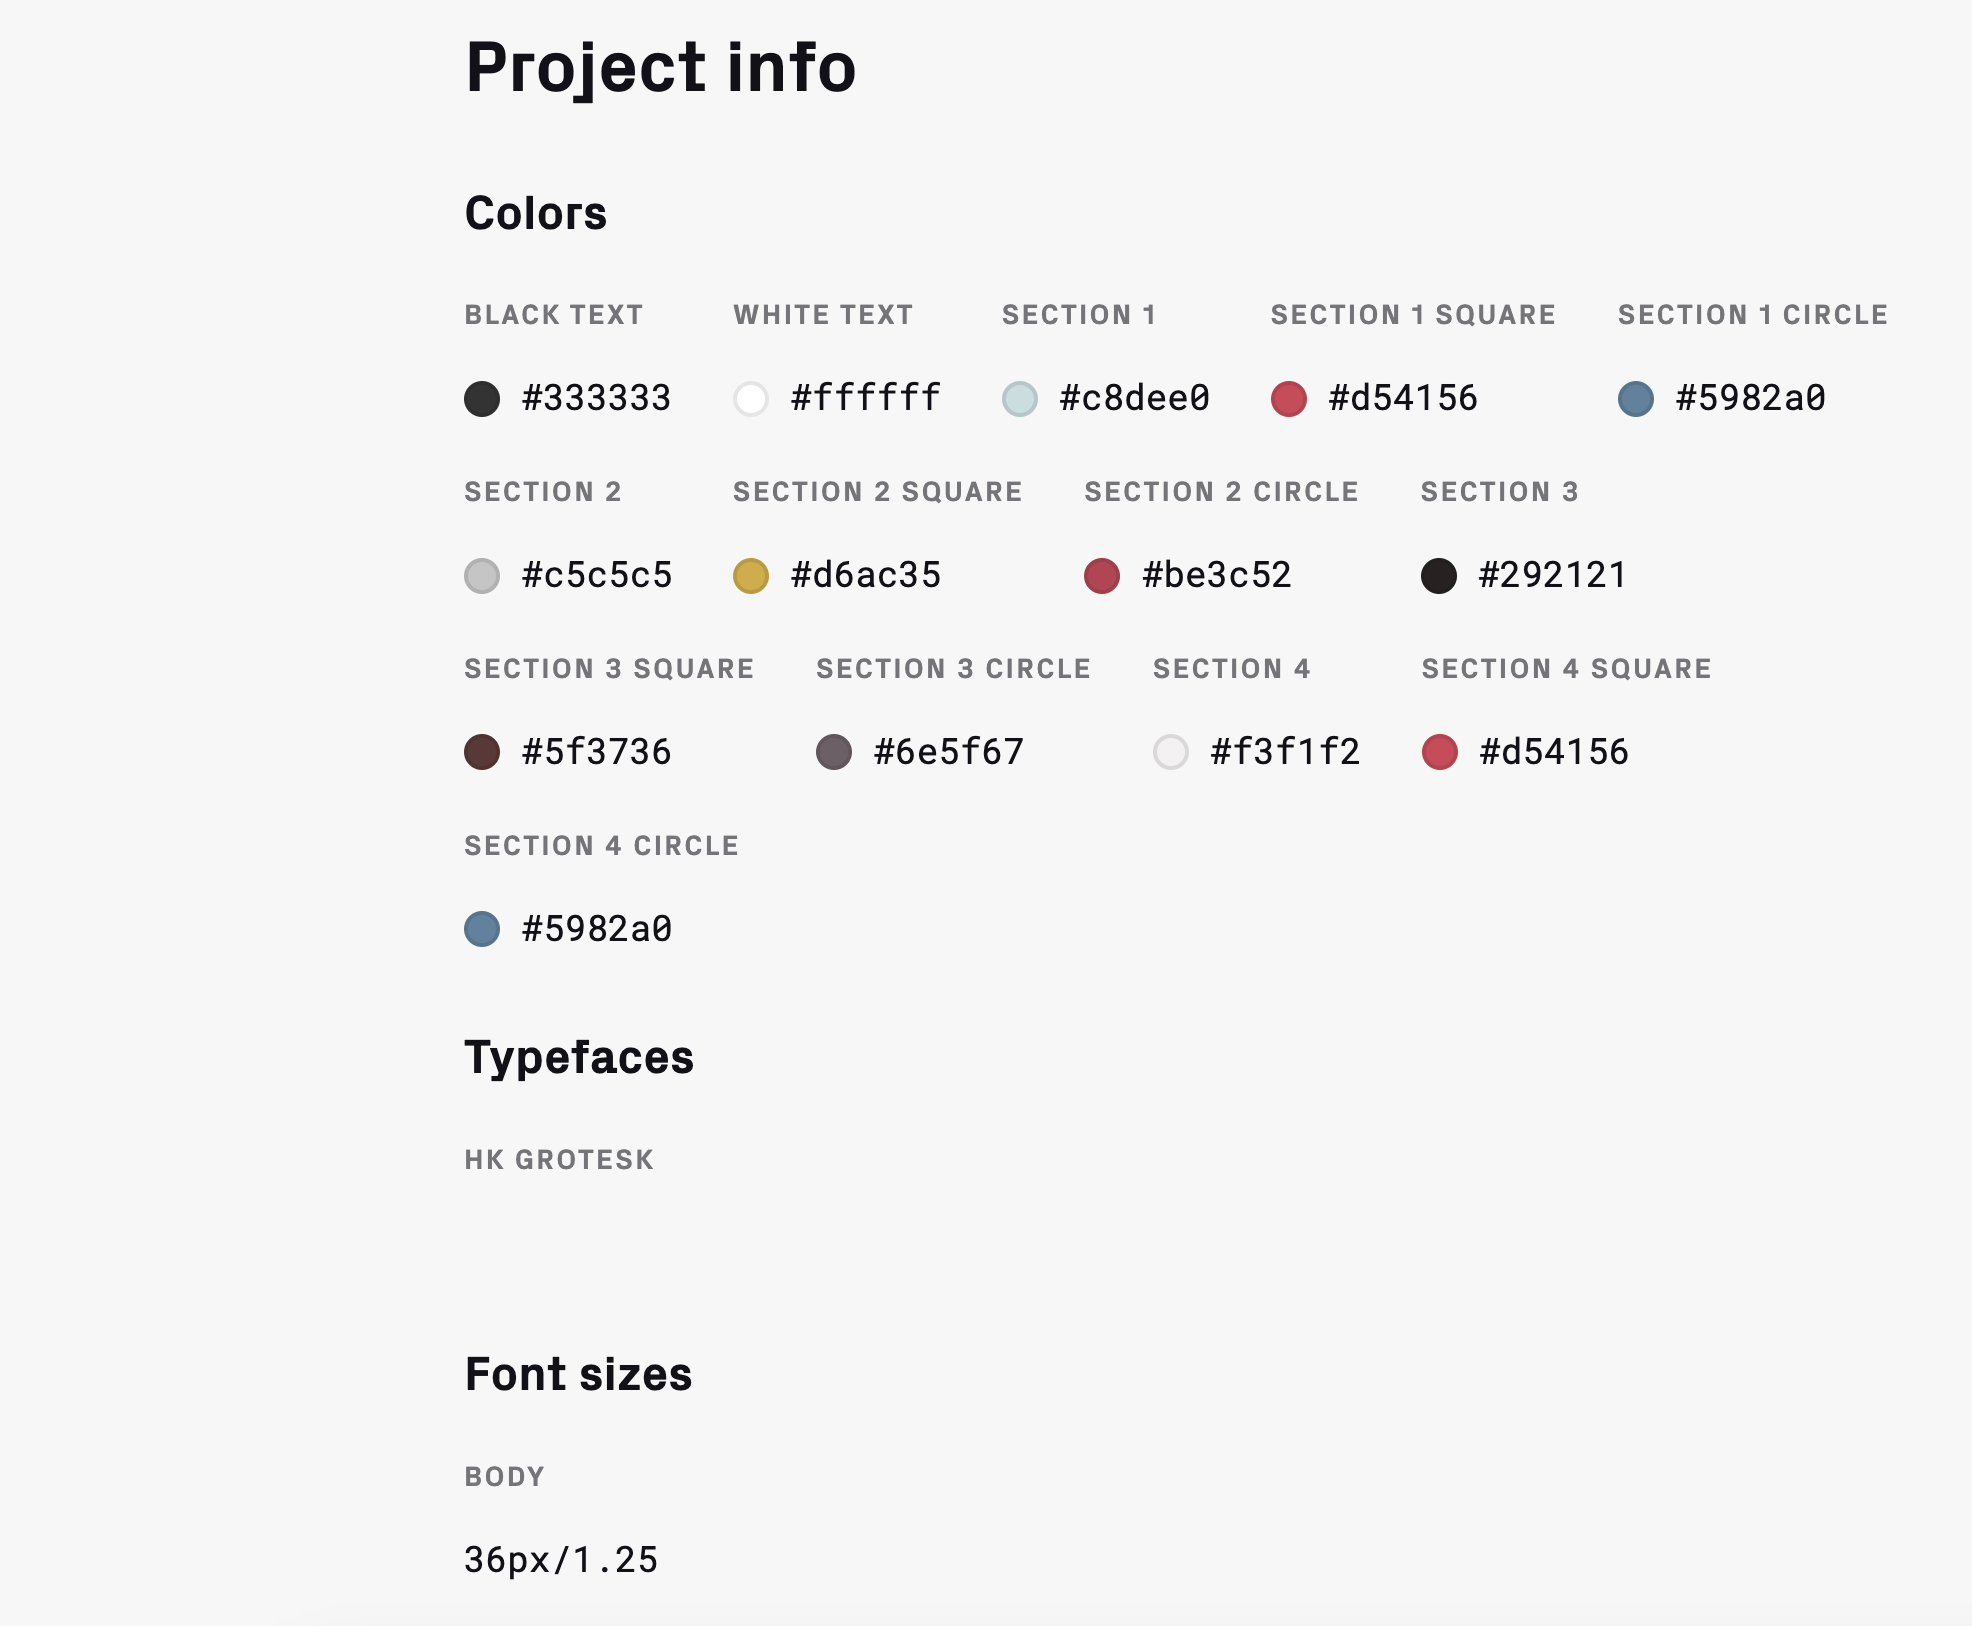 Project info
Colors
BLACK TEXT WHITE TEXT SECTION 1 SECTION 1 SQUARE SECTION 1 CIRCLE
#333333 #ffffff #c8dee0 #d54156 #5982a0
SECTION 2 SECTION 2 SQUARE SECTION 2 CIRCLE SECTION 3
#c5c5c5 #d6ac35 #be3c52 #292121
SECTION 3 SQUARE SECTION 3 CIRCLE SECTION 4 SECTION 4 SQUARE
#5f3736 #6e5f67 #f3f1f2 #d54156
SECTION 4 CIRCLE
#5982a0
Typefaces
HK GROTESK
Font sizes
BODY
36px/1.25